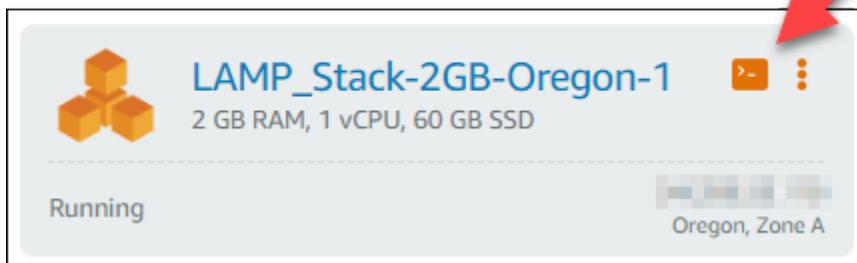 LAMP_Stack-2GB-Oregon-1
2 GB RAM, 1 vCPU, 60 GB SSD
Running
Oregon, Zone A